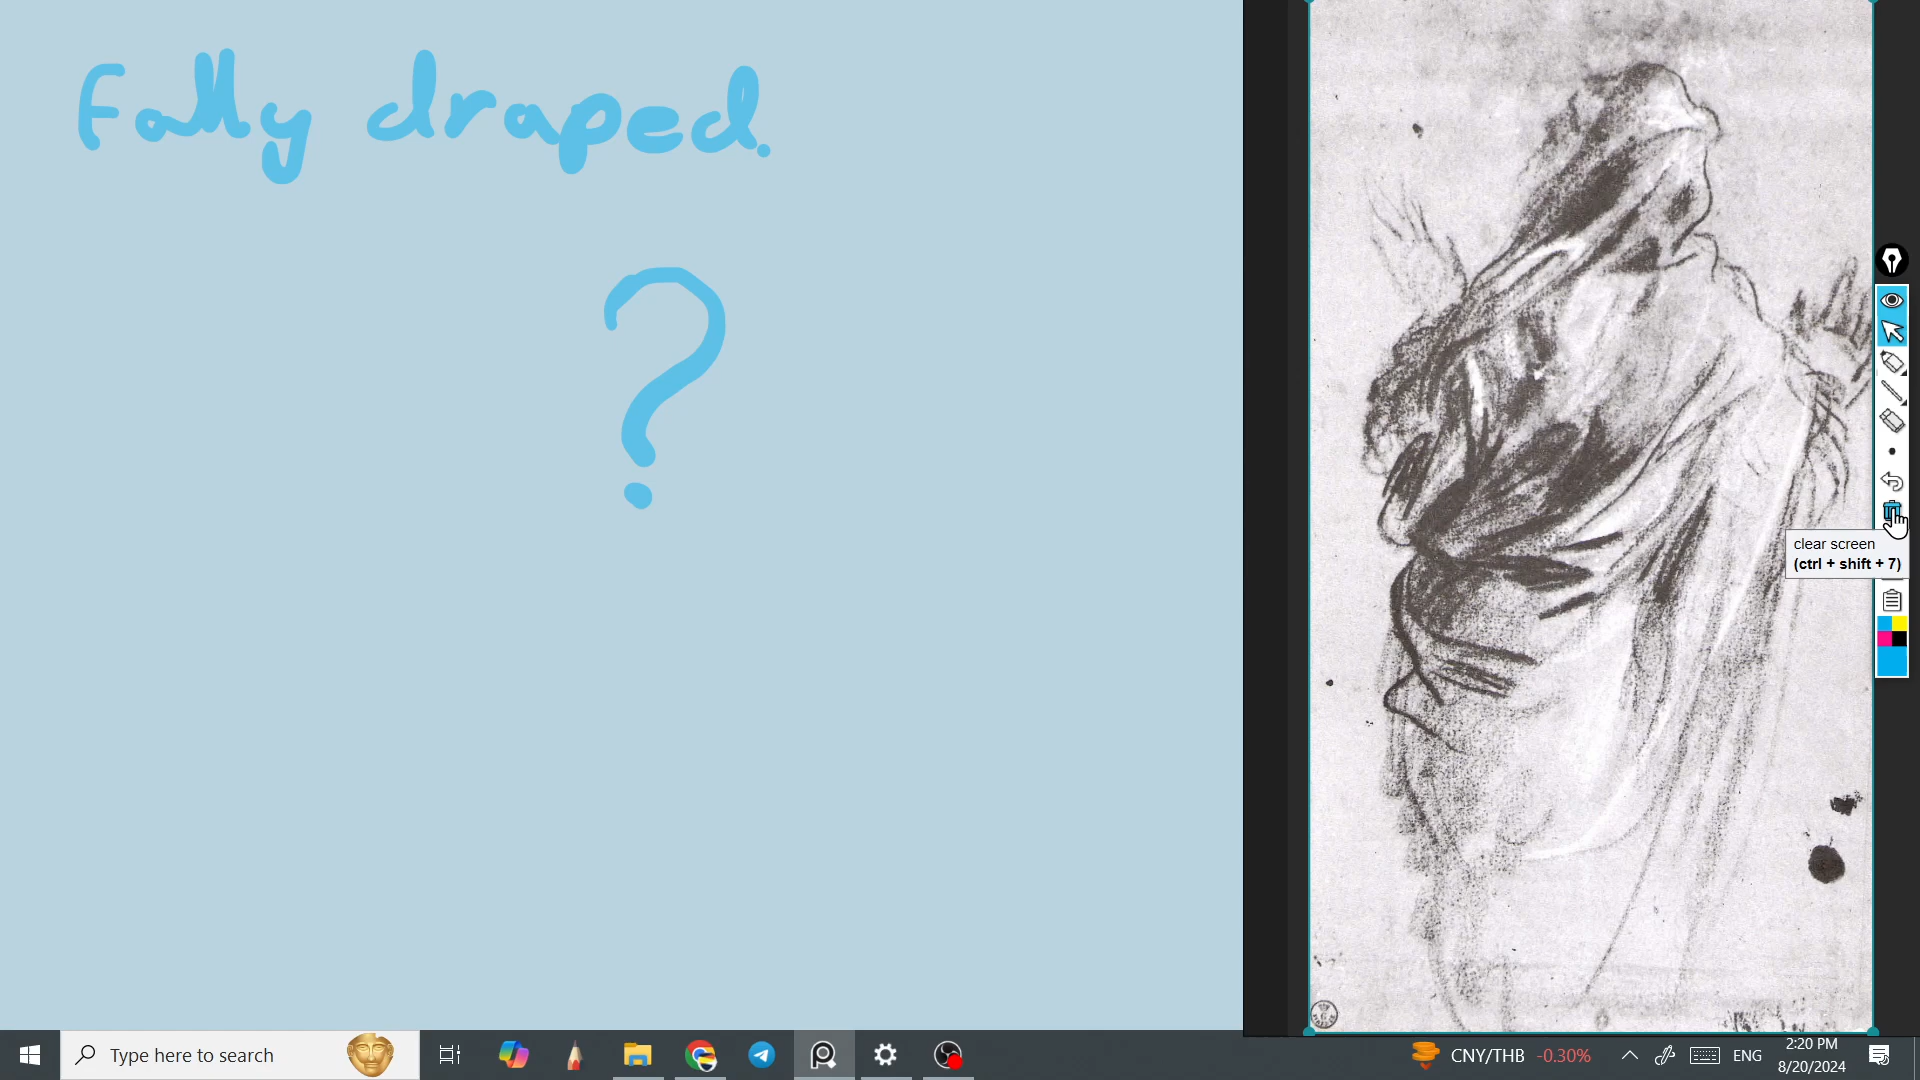 Fally draped.
?
clear screen
(ctrl + shift + 7)
Type here to search
CNY/THB -0.30%
ENG
2:20 PM
8/20/2024